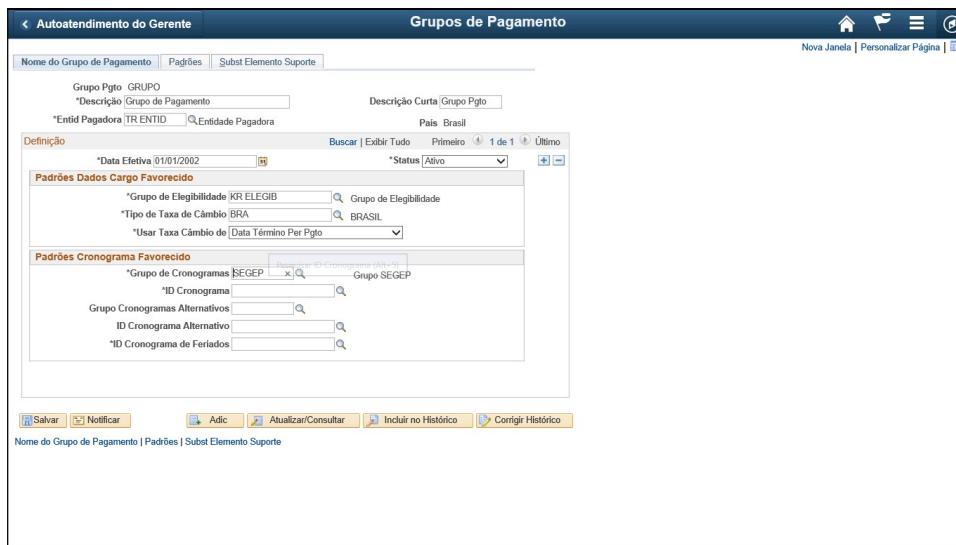 Autoatendimento do Gerente Grupos de Pagamento
Nova Janela | Personalizar Página |
Nome do Grupo de Pagamento Padrões Subst Elemento Suporte
Grupo Pgto GRUPO
*Descrição Grupo de Pagamento Descrição Curta Grupo Pgto
*Entid Pagadora TR ENTID Entidade Pagadora País Brasil
Definição Buscar | Exibir Tudo Primeiro 1 de 1 Último
*Data Efetiva 01/01/2002 *Status Ativo
Padrões Dados Cargo Favorecido
*Grupo de Elegibilidade KR ELEGIB Grupo de Elegibilidade
*Tipo de Taxa de Câmbio BRA BRASIL
*Usar Taxa Câmbio de Data Término Per Pgto
Padrões Cronograma Favorecido
Pesquisar ID Cronograma (Alt+5)
*Grupo de Cronogramas SEGEP x Grupo SEGEP
*ID Cronograma
Grupo Cronogramas Alternativos
ID Cronograma Alternativo
*ID Cronograma de Feriados
Salvar Notificar Adic Atualizar/Consultar Incluir no Histórico Corrigir Histórico
Nome do Grupo de Pagamento | Padrões | Subst Elemento Suporte